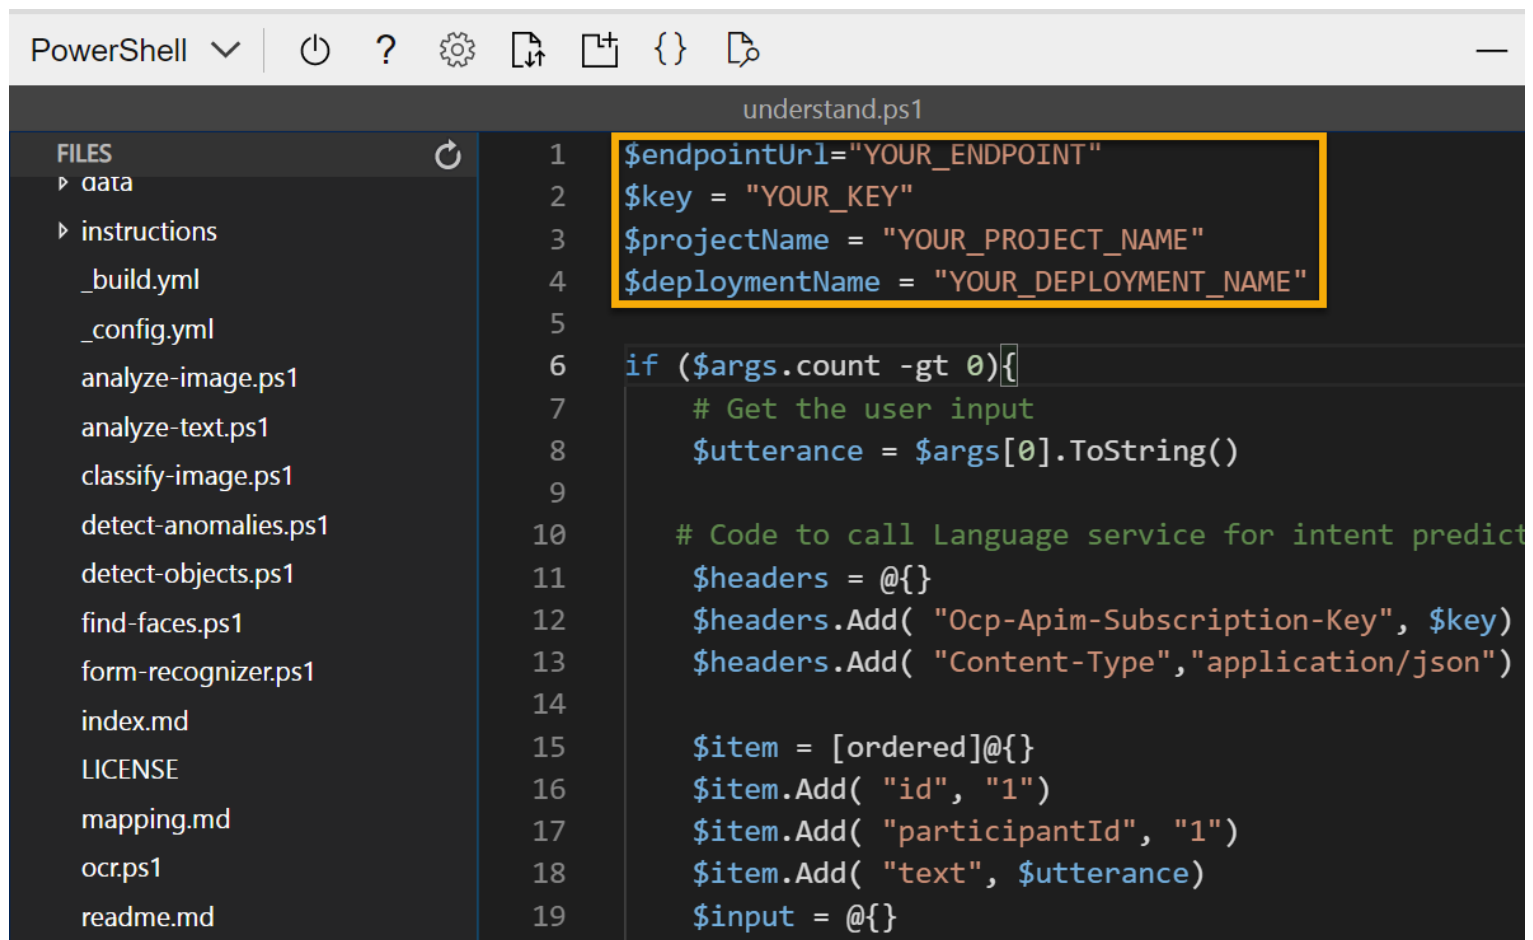 PowerShell
understand.ps1
FILES
data
instructions
_build.yml
_config.yml
analyze-image.ps1
analyze-text.ps1
classify-image.ps1
detect-anomalies.ps1
detect-objects.ps1
find-faces.ps1
form-recognizer.ps1
index.md
LICENSE
mapping.md
ocr.ps1
readme.md
1 $endpointUrl="YOUR_ENDPOINT"
2 $key = "YOUR_KEY"
3 $projectName = "YOUR_PROJECT_NAME"
4 $deploymentName = "YOUR_DEPLOYMENT_NAME"
5
6 if ($args.count -gt 0){
7 # Get the user input
8 $utterance = $args[0].ToString()
9
10 # Code to call Language service for intent predict
11 $headers = @{}
12 $headers.Add( "Ocp-Apim-Subscription-Key", $key)
13 $headers.Add( "Content-Type","application/json")
14
15 $item = [ordered]@{}
16 $item.Add( "id", "1")
17 $item.Add( "participantId", "1")
18 $item.Add( "text", $utterance)
19 $input = @{}